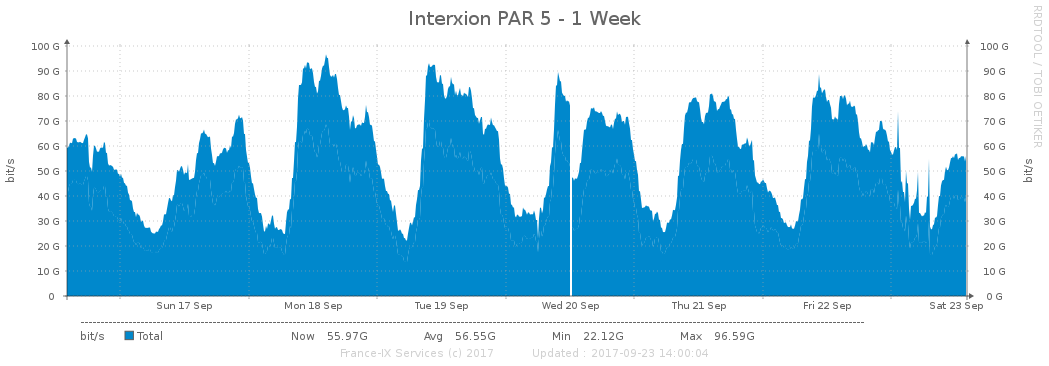 Interxion PAR 5 - 1 Week
RRDTOOL / TOBI OETIKER
bit/s
100 G
90 G
80 G
70 G
60 G
50 G
40 G
30 G
20 G
10 G
0
100 G
90 G
80 G
70 G
60 G
50 G
40 G
30 G
20 G
10 G
0 G
bit/s
Sun 17 Sep Mon 18 Sep Tue 19 Sep Wed 20 Sep Thu 21 Sep Fri 22 Sep Sat 23 Sep
bit/s Total Now 55.97G Avg 56.55G Min 22.12G Max 96.59G
France-IX Services (c) 2017 Updated : 2017-09-23 14:00:04